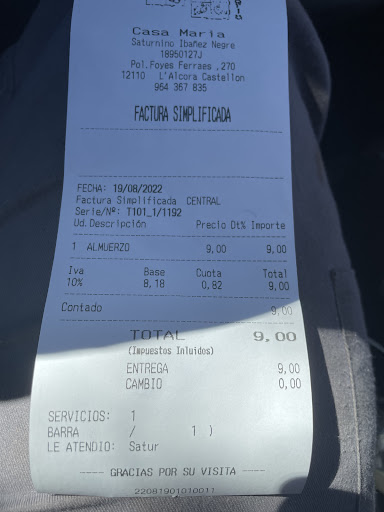 Casa Maria
Saturnino Ibañez Negre
18950127J
Pol.Foyes Ferraes ,270
12110 L'Alcora Castellon
964 367 835
FACTURA SIMPLIFICADA
FECHA: 19/08/2022
Factura Simplificada CENTRAL
Serie/Nº: T101_1/1192
Ud. Descripción Precio Dt% Importe
1 ALMUERZO 9,00 9,00
Iva Base Cuota Total
10% 8,18 0,82 9,00
Contado 9,00
TOTAL 9,00
(Impuestos Inluidos)
ENTREGA 9,00
CAMBIO 0,00
SERVICIOS: 1
BARRA / 1 )
LE ATENDIO: Satur
---- GRACIAS POR SU VISITA ----
22081901010011